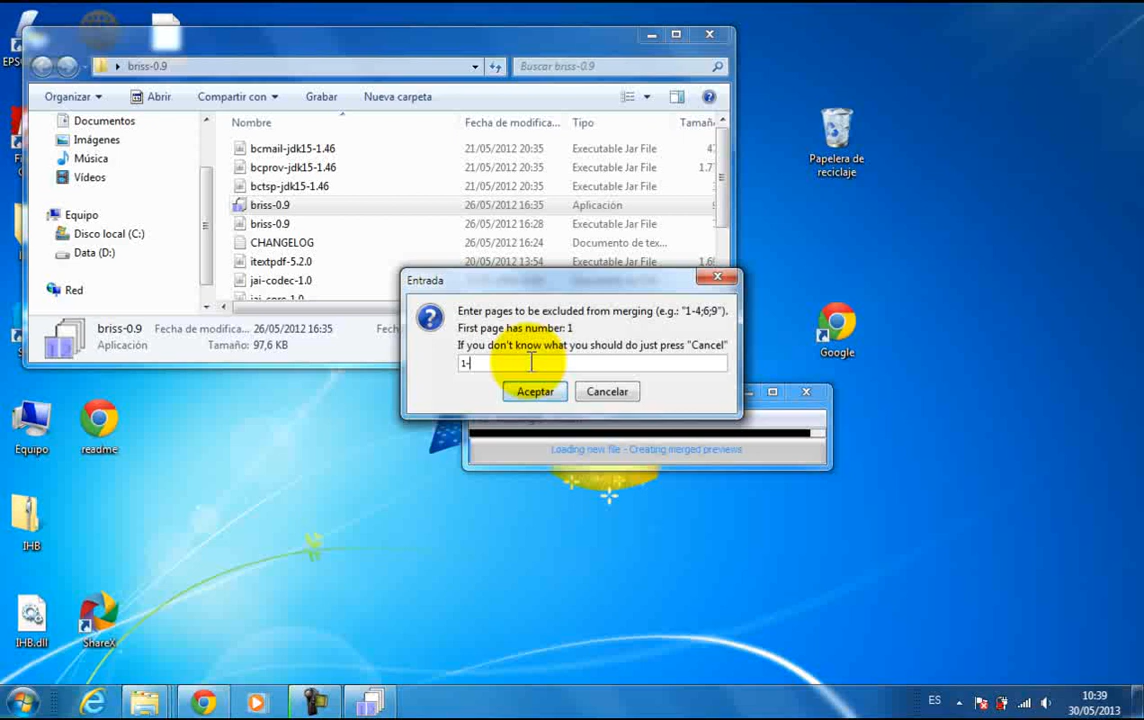 EPS
briss-0.9
Buscar briss-0.9
Organizar
Abrir
Compartir con
Grabar
Nueva carpeta
Documentos
Imágenes
Música
Vídeos
Equipo
Disco local (C:)
Data (D:)
Red
Nombre
Fecha de modifica...
Tipo
Tamañ
bcmail-jdk15-1.46
21/05/2012 20:35
Executable Jar File
47
bcprov-jdk15-1.46
21/05/2012 20:35
Executable Jar File
1.7
bctsp-jdk15-1.46
21/05/2012 20:35
Executable Jar File
briss-0.9
26/05/2012 16:35
Aplicación
briss-0.9
26/05/2012 16:28
Executable Jar File
CHANGELOG
26/05/2012 16:24
Documento de tex...
itextpdf-5.2.0
20/05/2012 13:54
Executable Jar File
jai-codec-1.0
jai-core-1.0
briss-0.9
Fecha de modifica...
26/05/2012 16:35
Fech
Aplicación
Tamaño:
97,6 KB
Entrada
Enter pages to be excluded from merging (e.g.: "1-4;6;9").
First page has number: 1
If you don't know what you should do just press "Cancel"
1-
Aceptar
Cancelar
Loading new file - Creating merged previews
Papelera de
reciclaje
Google
Equipo
readme
IHB
IHB.dll
ShareX
ES
10:39
30/05/2013